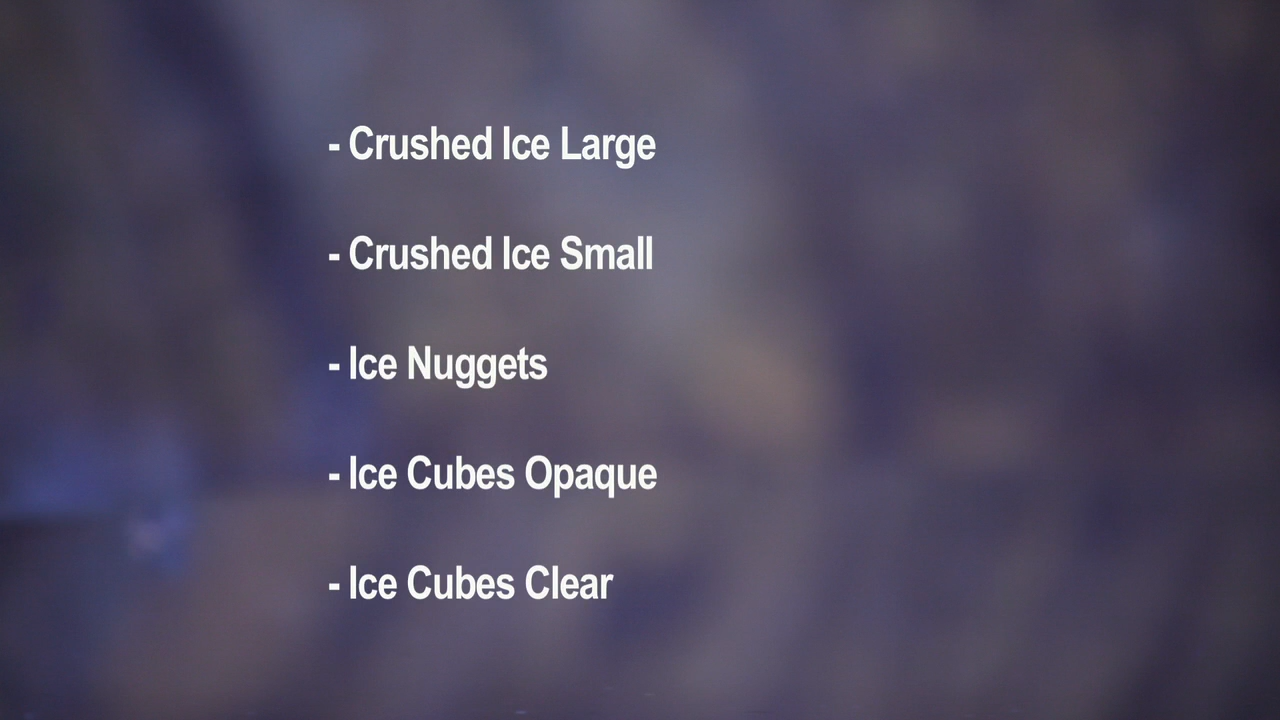 - Crushed Ice Large
- Crushed Ice Small
- Ice Nuggets
- Ice Cubes Opaque
- Ice Cubes Clear